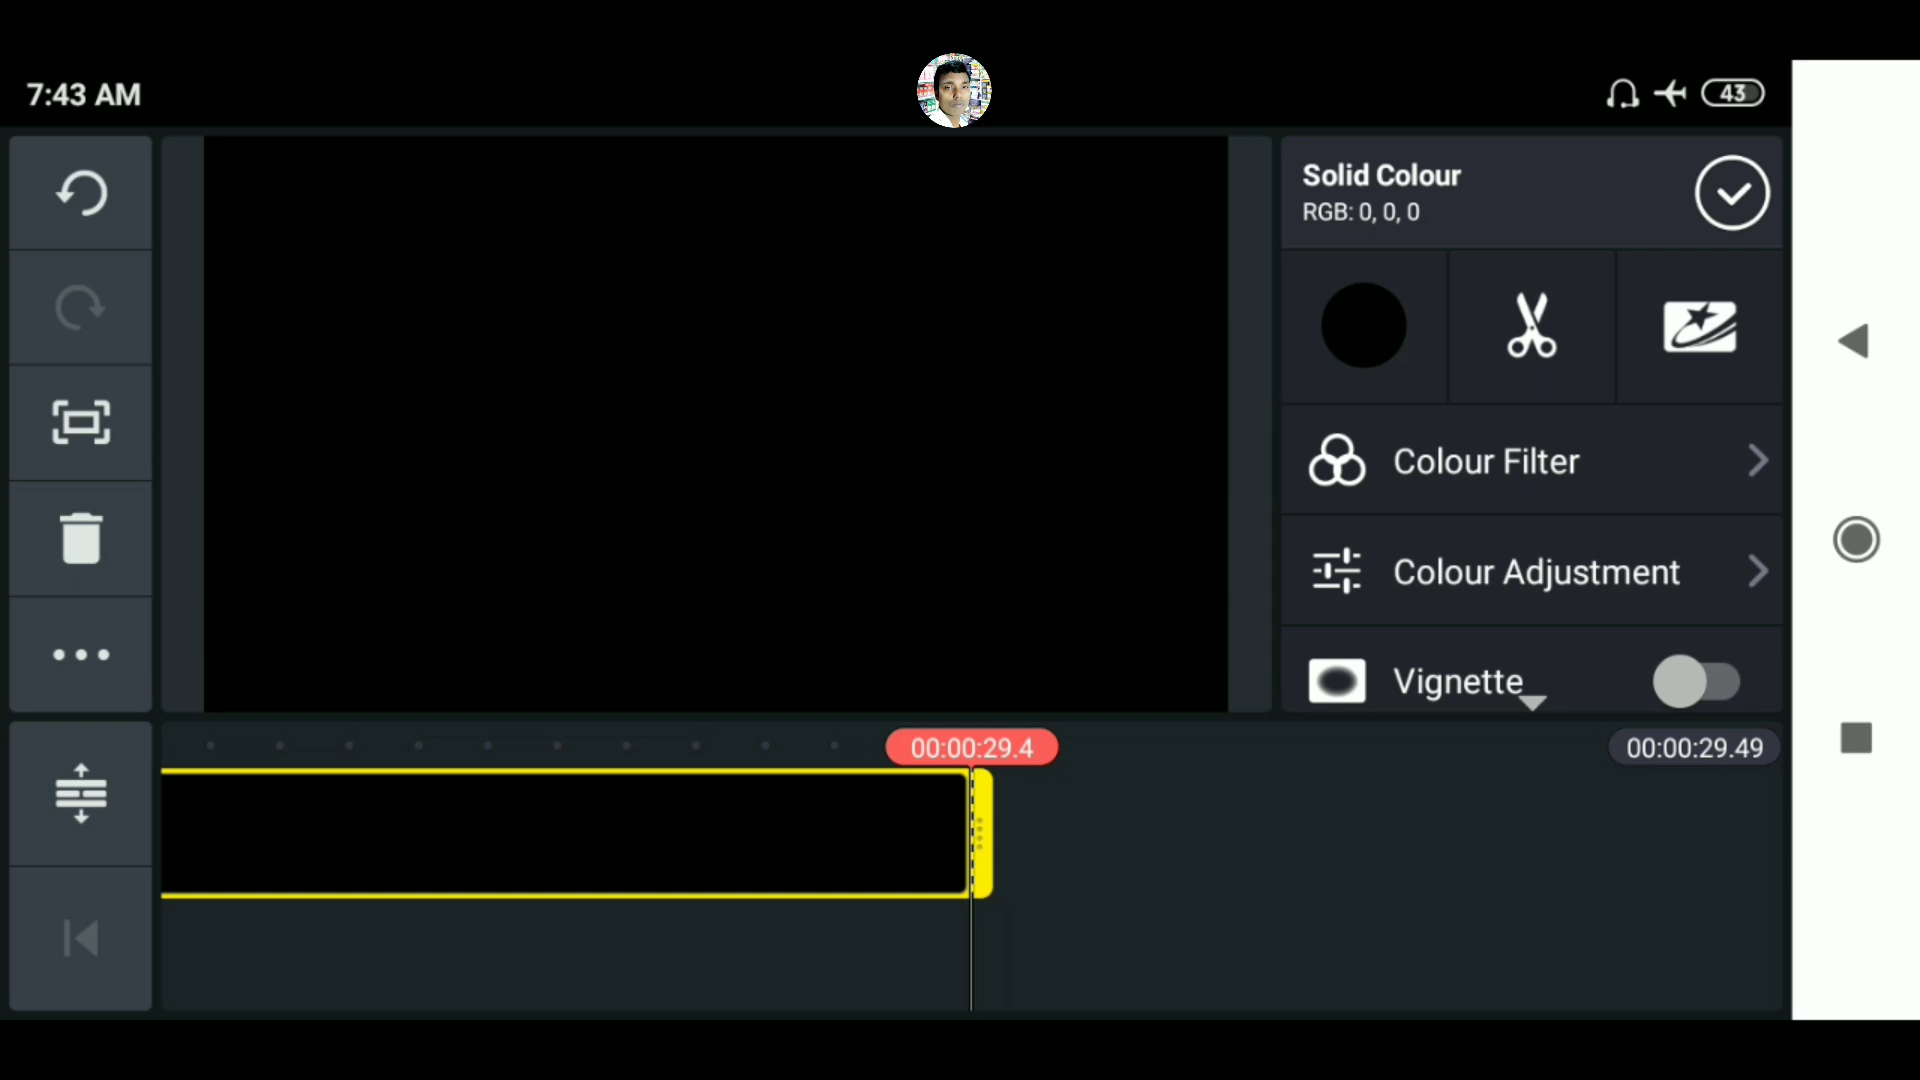 7:43 AM
43
Solid Colour
RGB: 0, 0, 0
Colour Filter
Colour Adjustment
Vignette
00:00:29.4
00:00:29.49